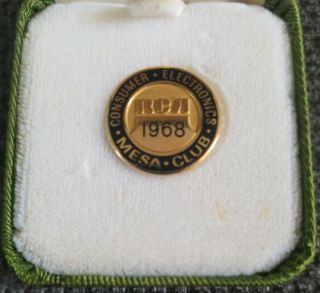 CONSUMER · ELECTRONICS
RCA
1968
· MESA · CLUB ·